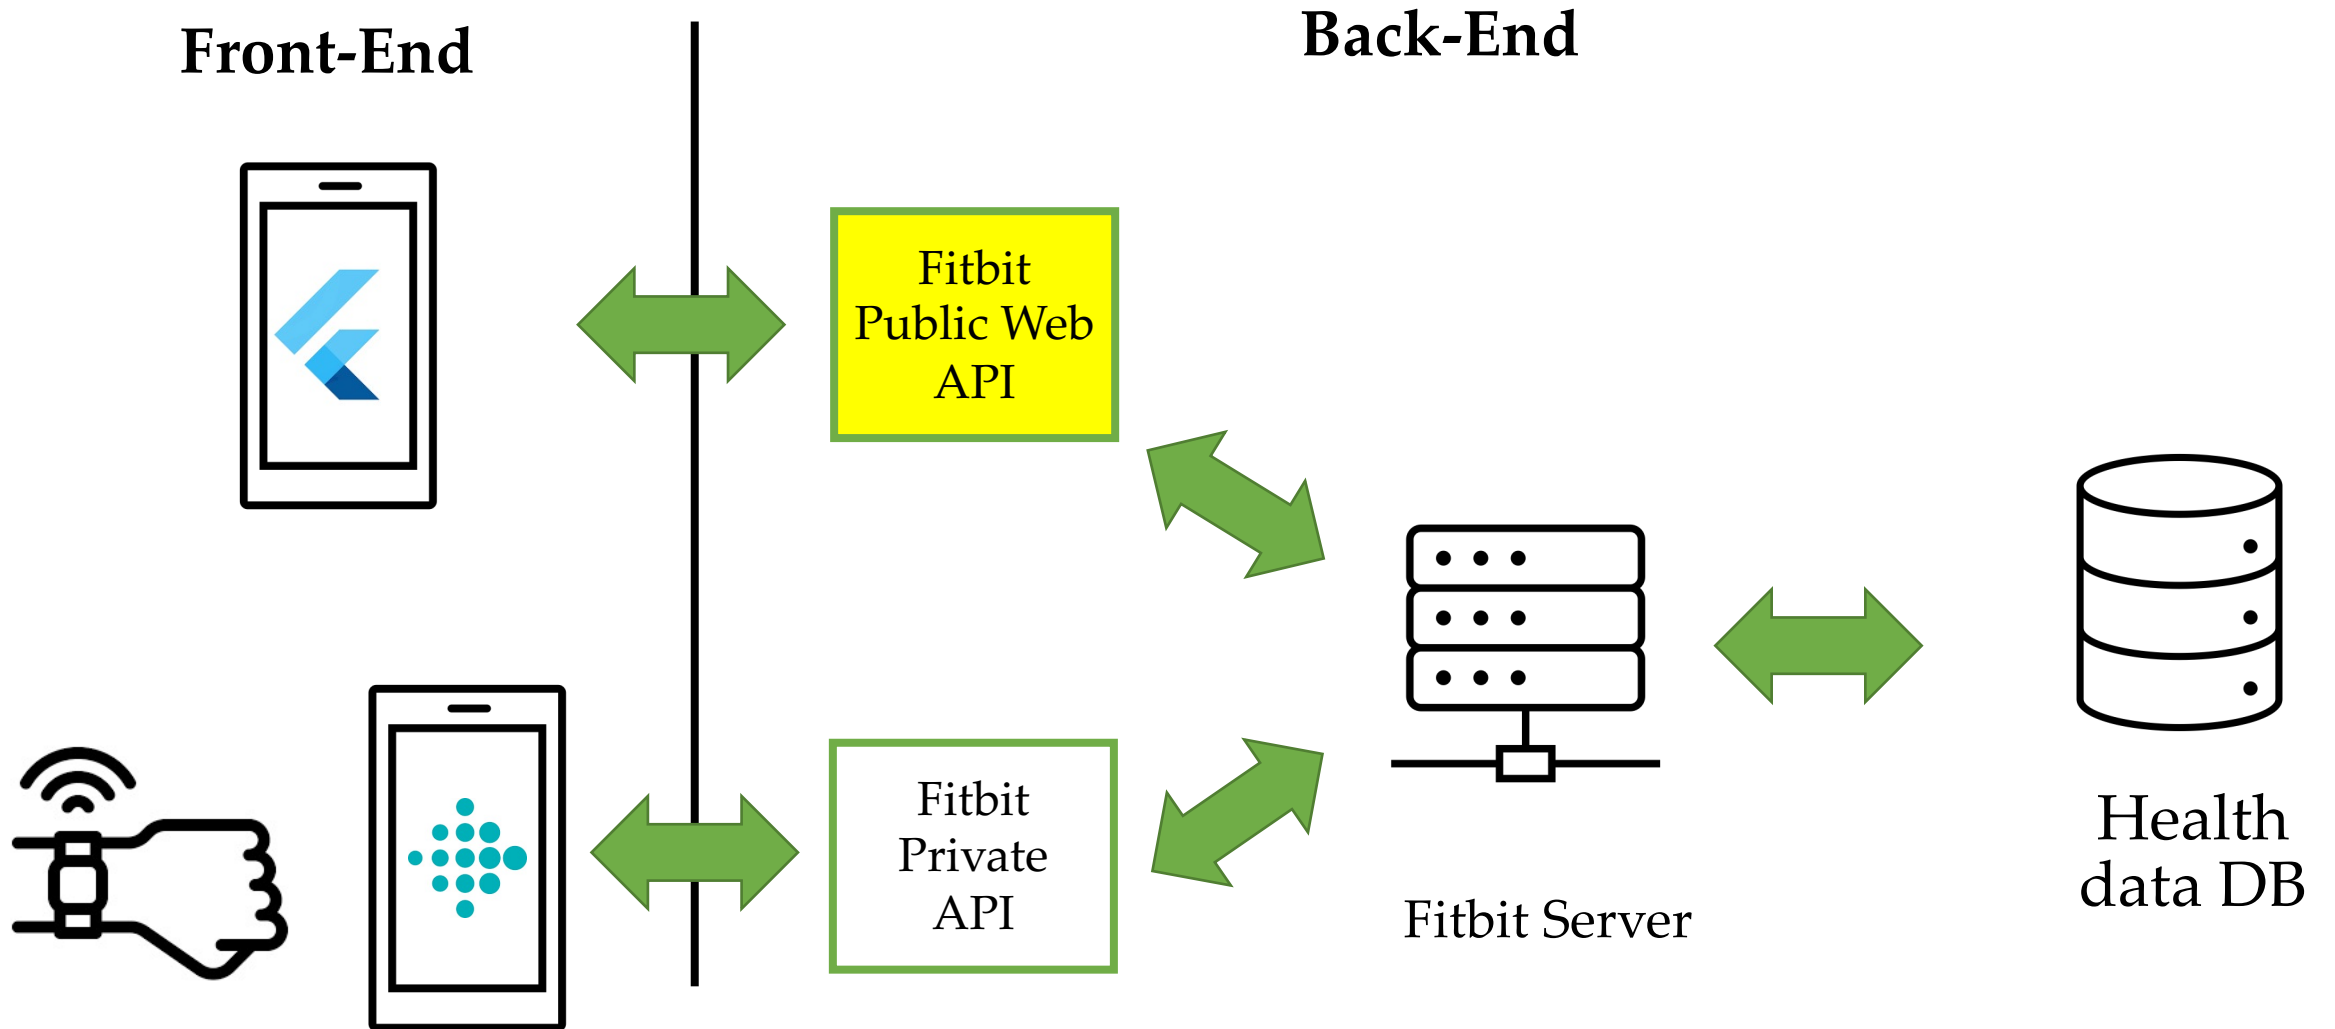 Front-End
Back-End
Fitbit
Public Web
API
Fitbit
Private
API
Fitbit Server
Health
data DB